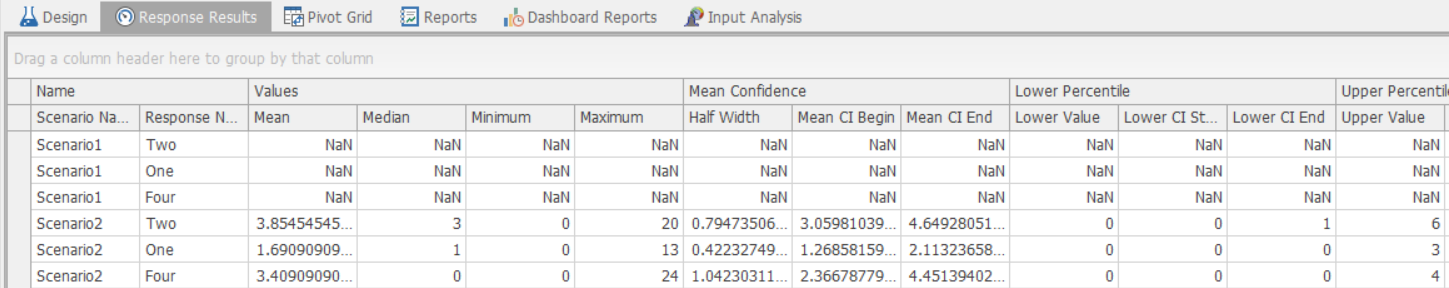 Design Response Results Pivot Grid Reports Dashboard Reports Input Analysis
Drag a column header here to group by that column
Name Values Mean Confidence Lower Percentile Upper Percentil
Scenario Na... Response N... Mean Median Minimum Maximum Half Width Mean CI Begin Mean CI End Lower Value Lower CI St... Lower CI End Upper Value
Scenario1 Two NaN NaN NaN NaN NaN NaN NaN NaN NaN NaN NaN
Scenario1 One NaN NaN NaN NaN NaN NaN NaN NaN NaN NaN NaN
Scenario1 Four NaN NaN NaN NaN NaN NaN NaN NaN NaN NaN NaN
Scenario2 Two 3.85454545... 3 0 20 0.79473506... 3.05981039... 4.64928051... 0 0 1 6
Scenario2 One 1.69090909... 1 0 13 0.42232749... 1.26858159... 2.11323658... 0 0 0 3
Scenario2 Four 3.40909090... 0 0 24 1.04230311... 2.36678779... 4.45139402... 0 0 0 4